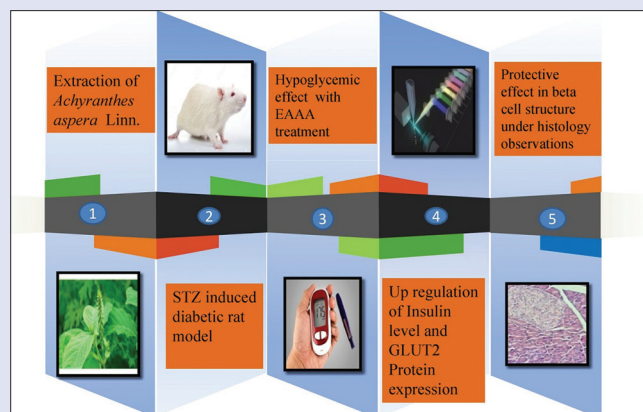 Extraction of
Achyranthes
aspera Linn.
1
2
STZ induced
diabetic rat
model
Hypoglycemic
effect with
EAAA
treatment
3
4
Up regulation
of Insulin
level and
GLUT2
Protein
expression
Protective
effect in beta
cell structure
under histology
observations
5